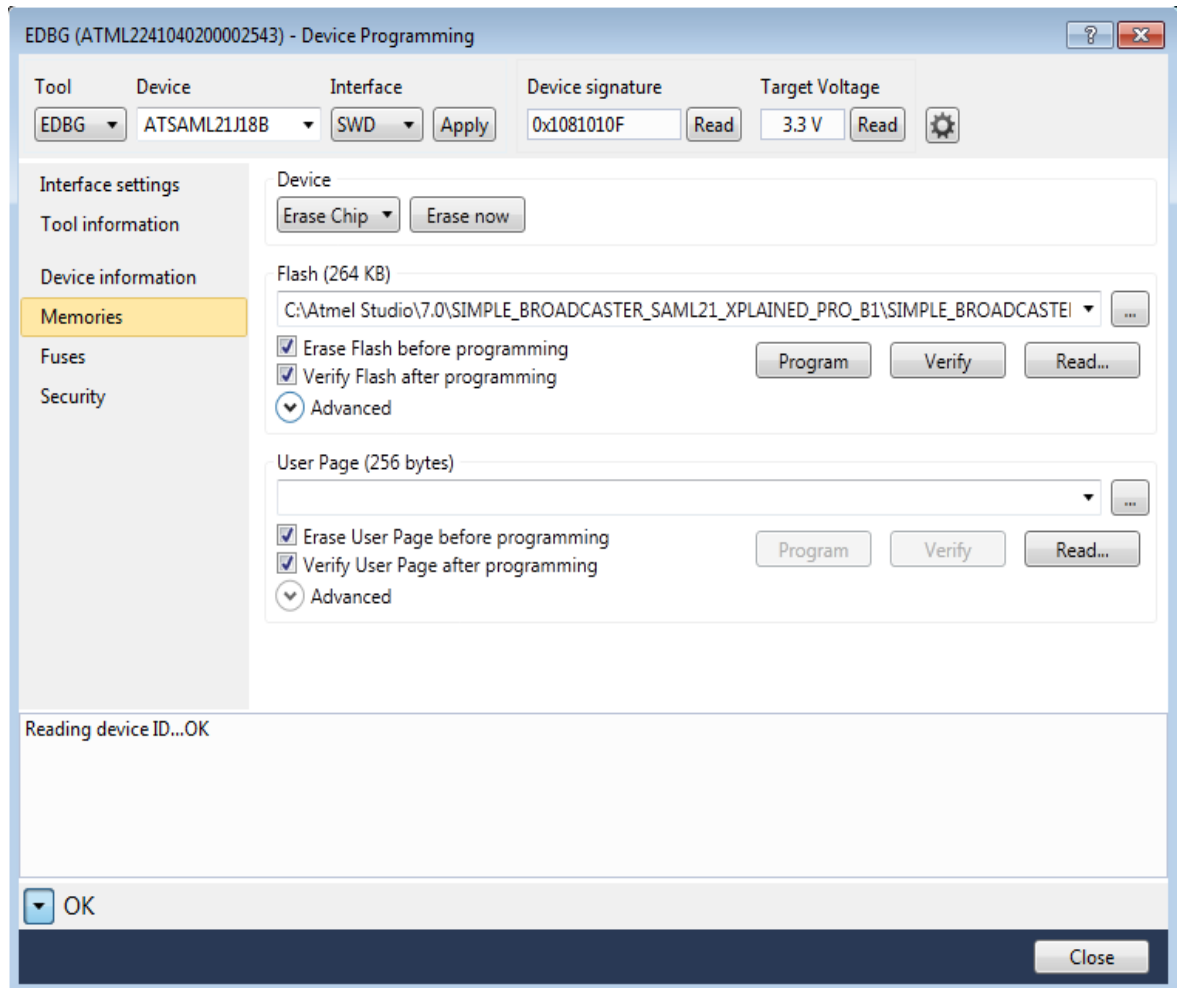 EDBG (ATML2241040200002543) - Device Programming
?
Tool Device Interface Device signature Target Voltage
EDBG ATSAML21J18B SWD Apply 0x1081010F Read 3.3 V Read
Interface settings
Tool information
Device information
Memories
Fuses
Security
Device
Erase Chip Erase now
Flash (264 KB)
C:\Atmel Studio\7.0\SIMPLE_BROADCASTER_SAML21_XPLAINED_PRO_B1\SIMPLE_BROADCASTEI ...
Erase Flash before programming
Verify Flash after programming
Program Verify Read...
Advanced
User Page (256 bytes)
...
Erase User Page before programming
Verify User Page after programming
Program Verify Read...
Advanced
Reading device ID...OK
OK
Close